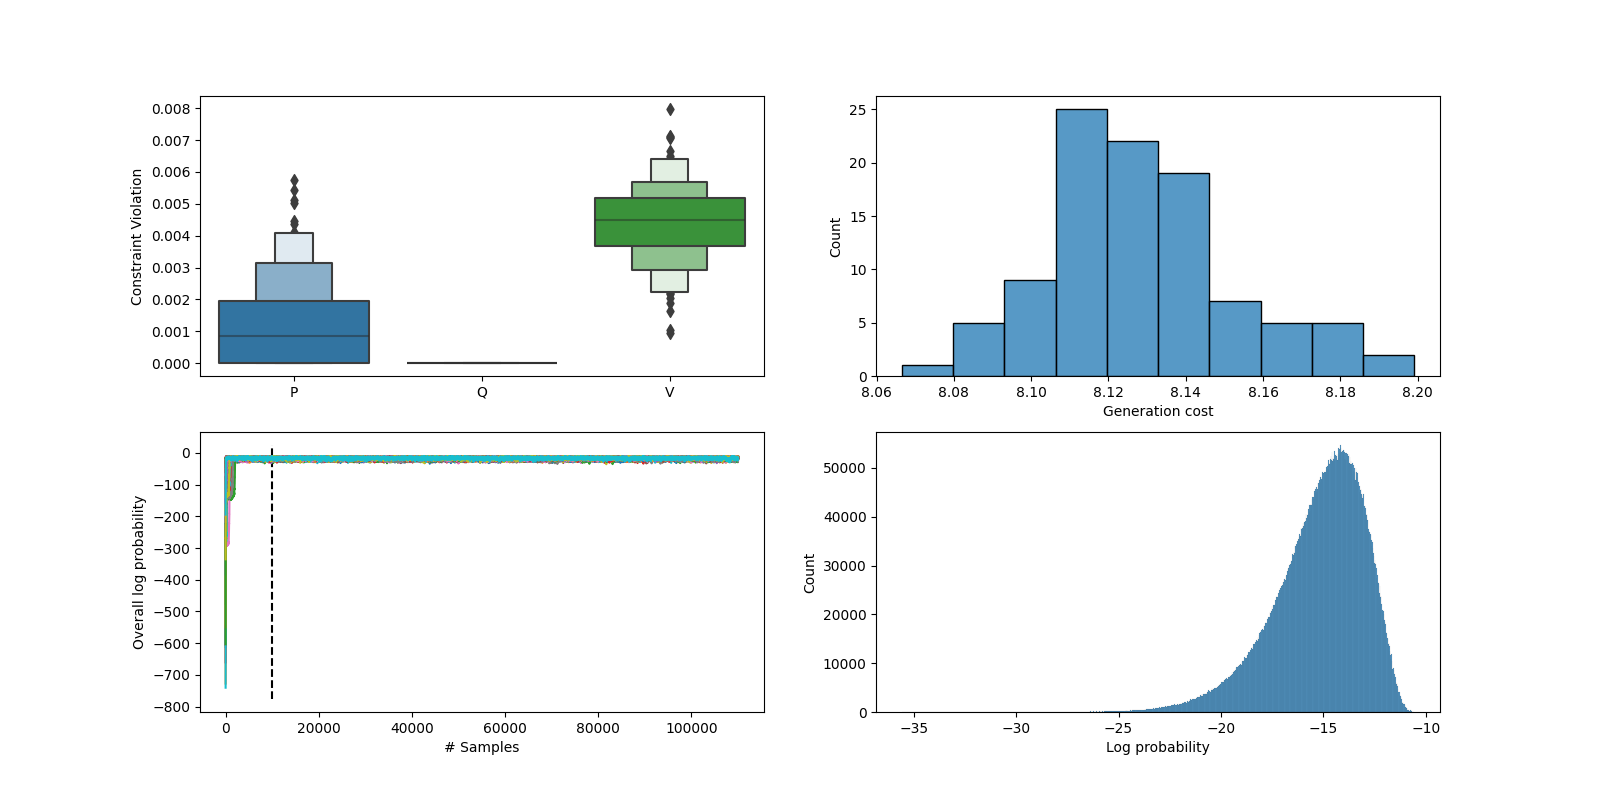 0.008
0.007
0.006
0.005
0.004
0.003
0.002
0.001
0.000
Constraint Violation
P Q V
25
20
15
10
5
0
Count
8.06 8.08 8.10 8.12 8.14 8.16 8.18 8.20
Generation cost
0
−100
−200
−300
−400
−500
−600
−700
−800
Overall log probability
0 20000 40000 60000 80000 100000
# Samples
50000
40000
30000
20000
10000
0
Count
−35 −30 −25 −20 −15 −10
Log probability